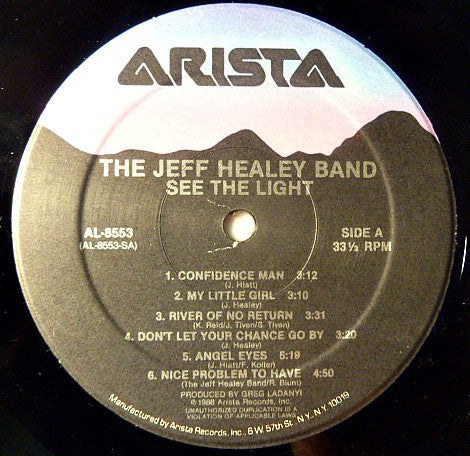 ARISTA
THE JEFF HEALEY BAND
SEE THE LIGHT
AL-8553
(AL-8553-SA)
SIDE A
33⅓ RPM
1. CONFIDENCE MAN 3:12
(J. Hiatt)
2. MY LITTLE GIRL 3:10
(J. Healey)
3. RIVER OF NO RETURN 3:31
(K. Reid/J. Tiven/S. Tiven)
4. DON'T LET YOUR CHANCE GO BY 3:20
(J. Healey)
5. ANGEL EYES 5:19
(J. Hiatt/F. Koller)
6. NICE PROBLEM TO HAVE 4:50
(The Jeff Healey Band/R. Blunt)
PRODUCED BY GREG LADANYI
℗1988 Arista Records, Inc.
UNAUTHORIZED DUPLICATION IS A
VIOLATION OF APPLICABLE LAWS.
Manufactured by Arista Records, Inc., 6 W 57th St., N.Y., N.Y. 10019